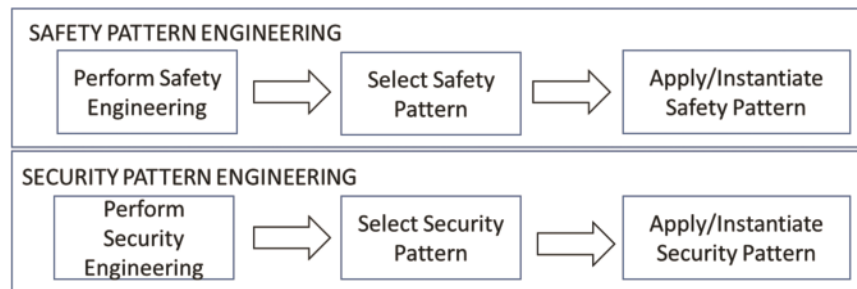 SAFETY PATTERN ENGINEERING
Perform Safety
Engineering
Select Safety
Pattern
Apply/Instantiate
Safety Pattern
SECURITY PATTERN ENGINEERING
Perform
Security
Engineering
Select Security
Pattern
Apply/Instantiate
Security Pattern